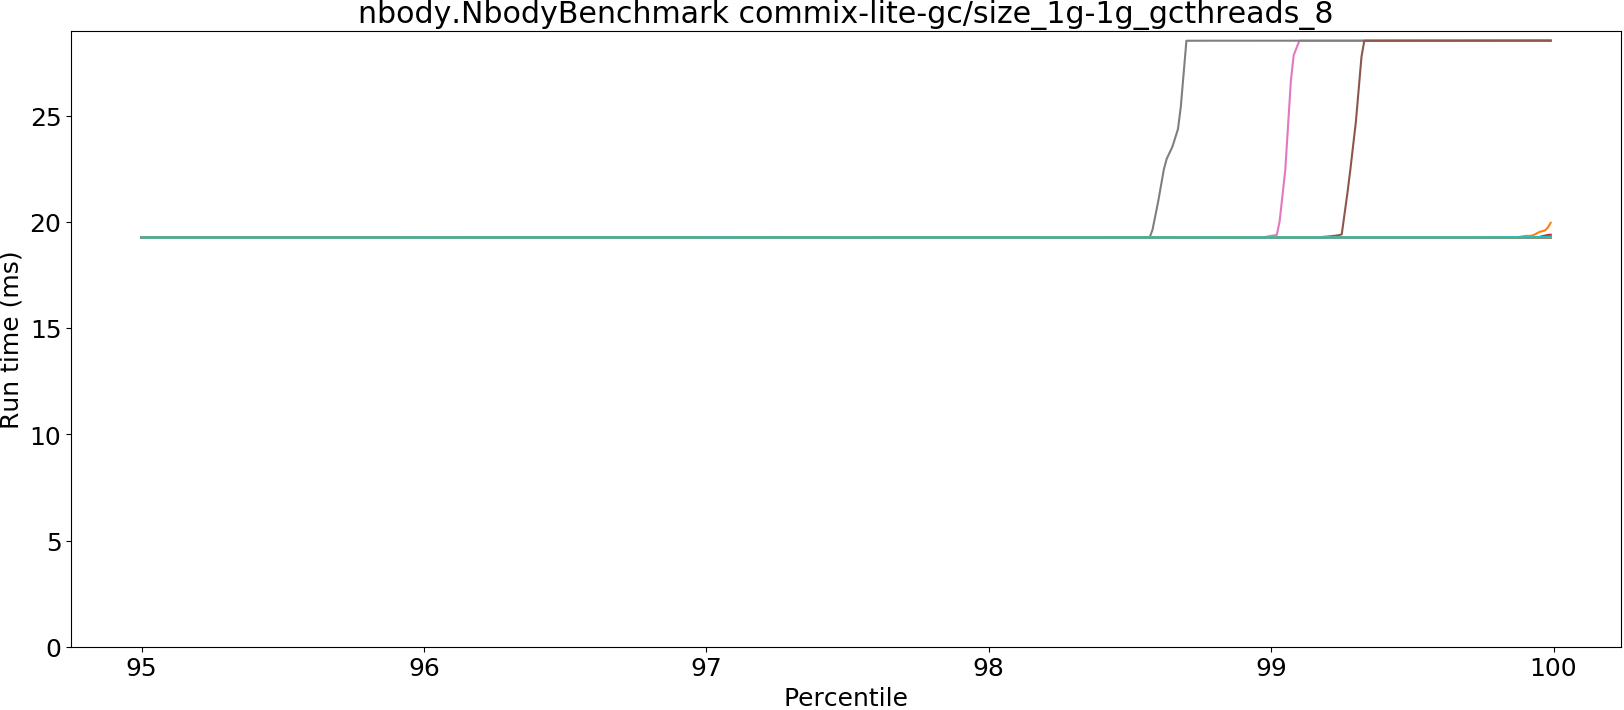 nbody.NbodyBenchmark commix-lite-gc/size_1g-1g_gcthreads_8
Run time (ms)
25
20
15
10
5
0
95 96 97 98 99 100
Percentile